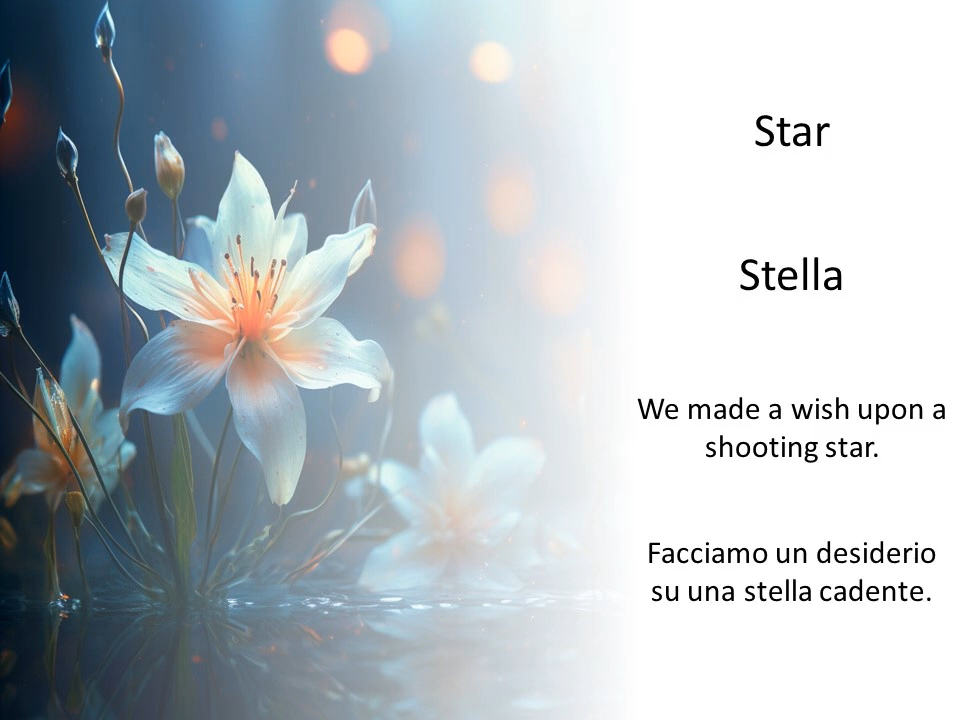 Star
Stella
We made a wish upon a
shooting star.
Facciamo un desiderio
su una stella cadente.